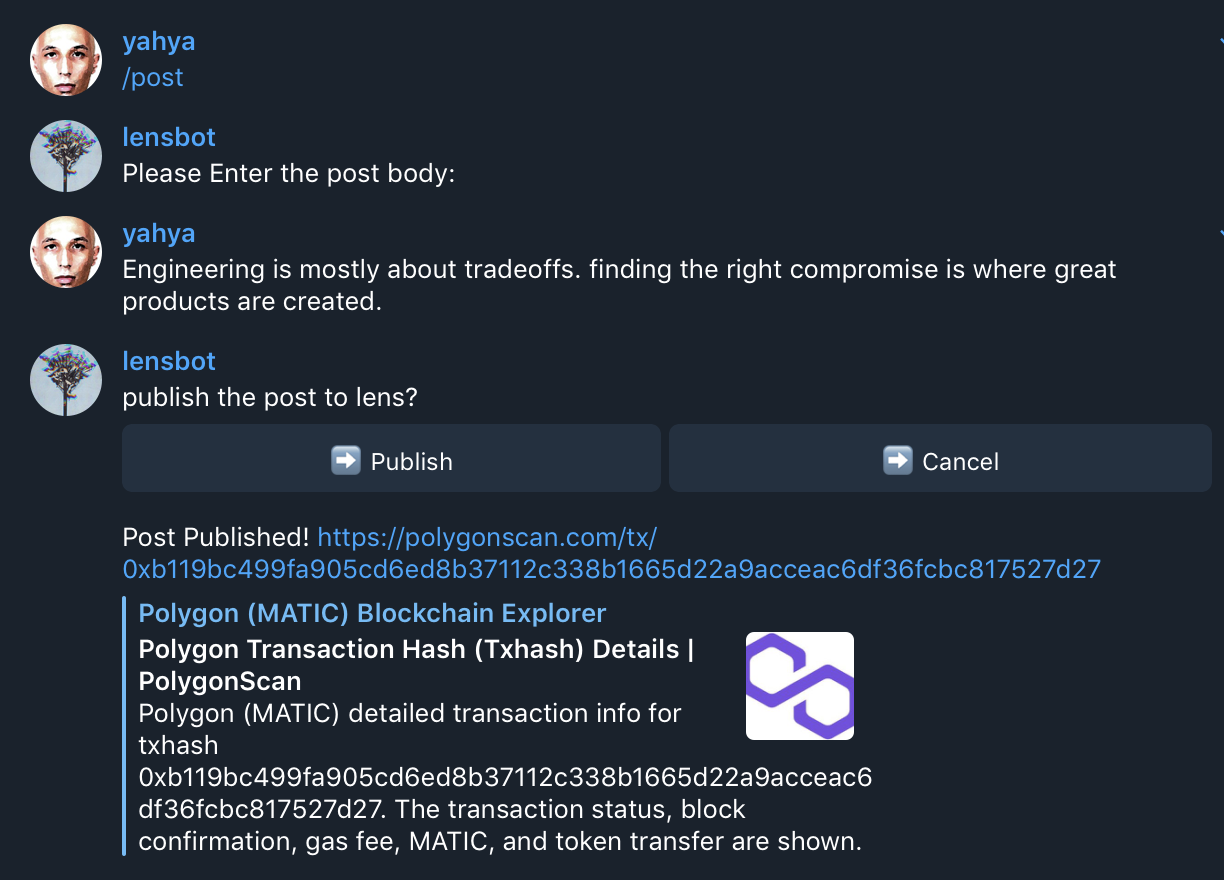 yahya
/post
lensbot
Please Enter the post body:
yahya
Engineering is mostly about tradeoffs. finding the right compromise is where great
products are created.
lensbot
publish the post to lens?
➡️ Publish
➡️ Cancel
Post Published! https://polygonscan.com/tx/
0xb119bc499fa905cd6ed8b37112c338b1665d22a9acceac6df36fcbc817527d27
Polygon (MATIC) Blockchain Explorer
Polygon Transaction Hash (Txhash) Details |
PolygonScan
Polygon (MATIC) detailed transaction info for
txhash
0xb119bc499fa905cd6ed8b37112c338b1665d22a9acceac6
df36fcbc817527d27. The transaction status, block
confirmation, gas fee, MATIC, and token transfer are shown.